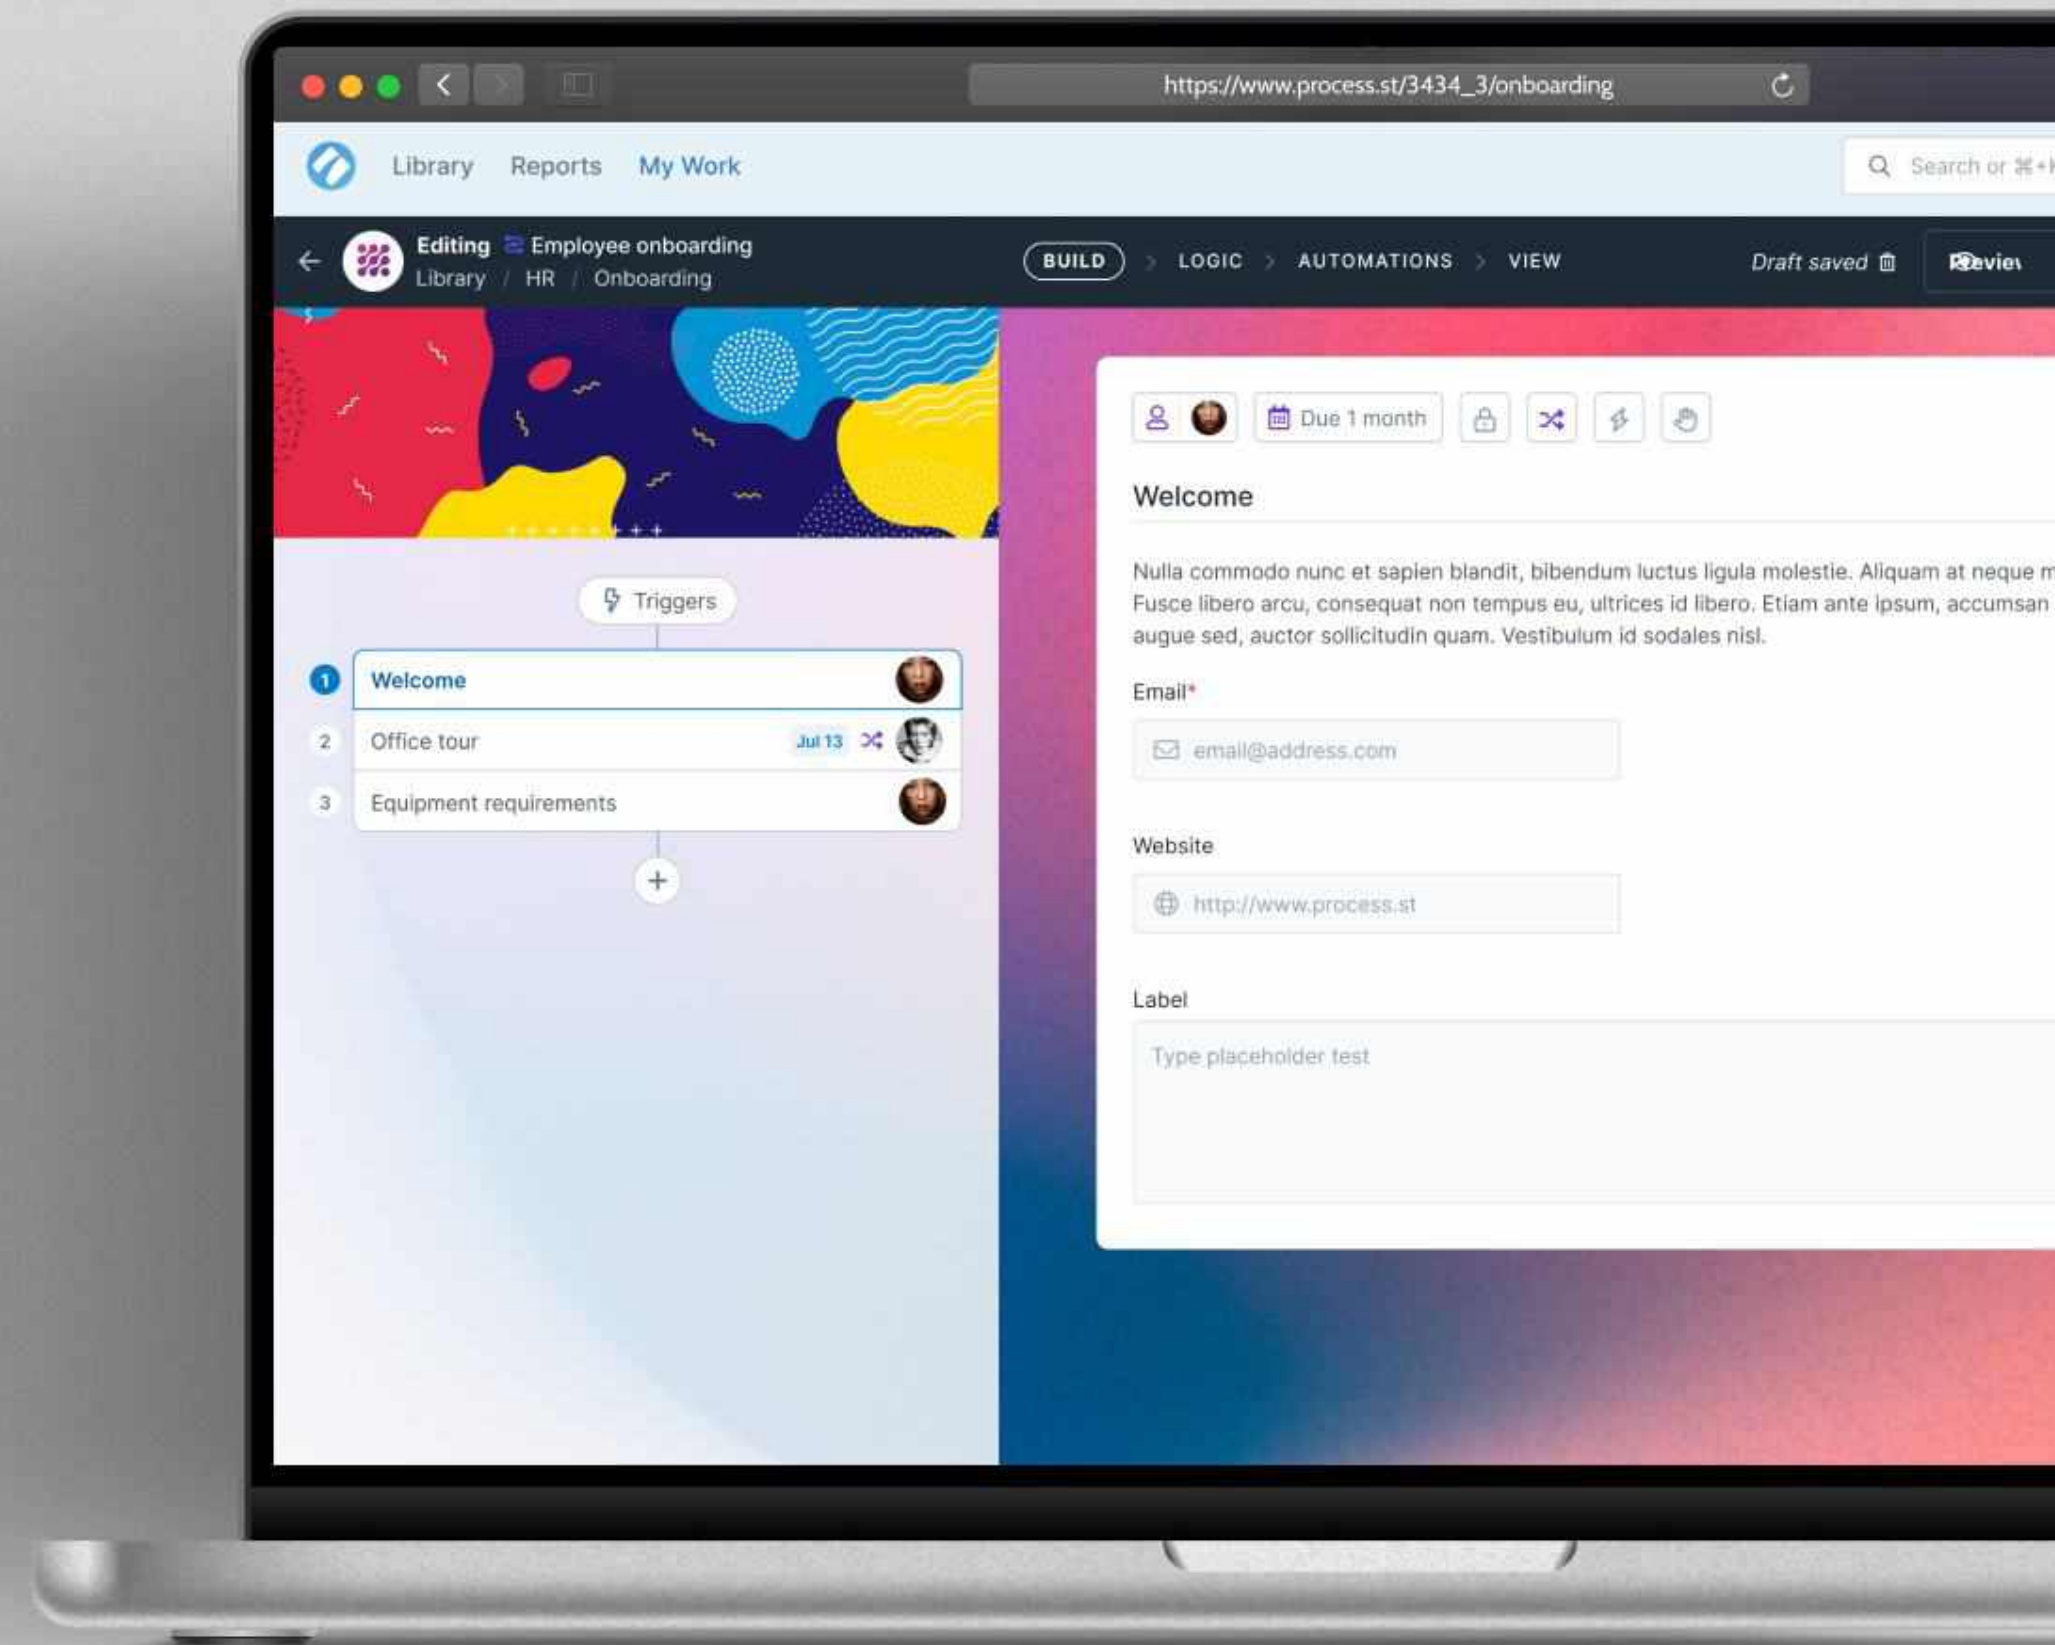 https://www.process.st/3434_3/onboarding
Library Reports My Work
Search or ⌘+K
Editing Employee onboarding
Library / HR / Onboarding
BUILD > LOGIC > AUTOMATIONS > VIEW
Draft saved
Due 1 month
Welcome
Nulla commodo nunc et sapien blandit, bibendum luctus ligula molestie. Aliquam at neque m
Fusce libero arcu, consequat non tempus eu, ultrices id libero. Etiam ante ipsum, accumsan
augue sed, auctor sollicitudin quam. Vestibulum id sodales nisl.
Email*
email@address.com
Website
http://www.process.st
Label
Type placeholder test
Triggers
1 Welcome
2 Office tour Jul 13
3 Equipment requirements